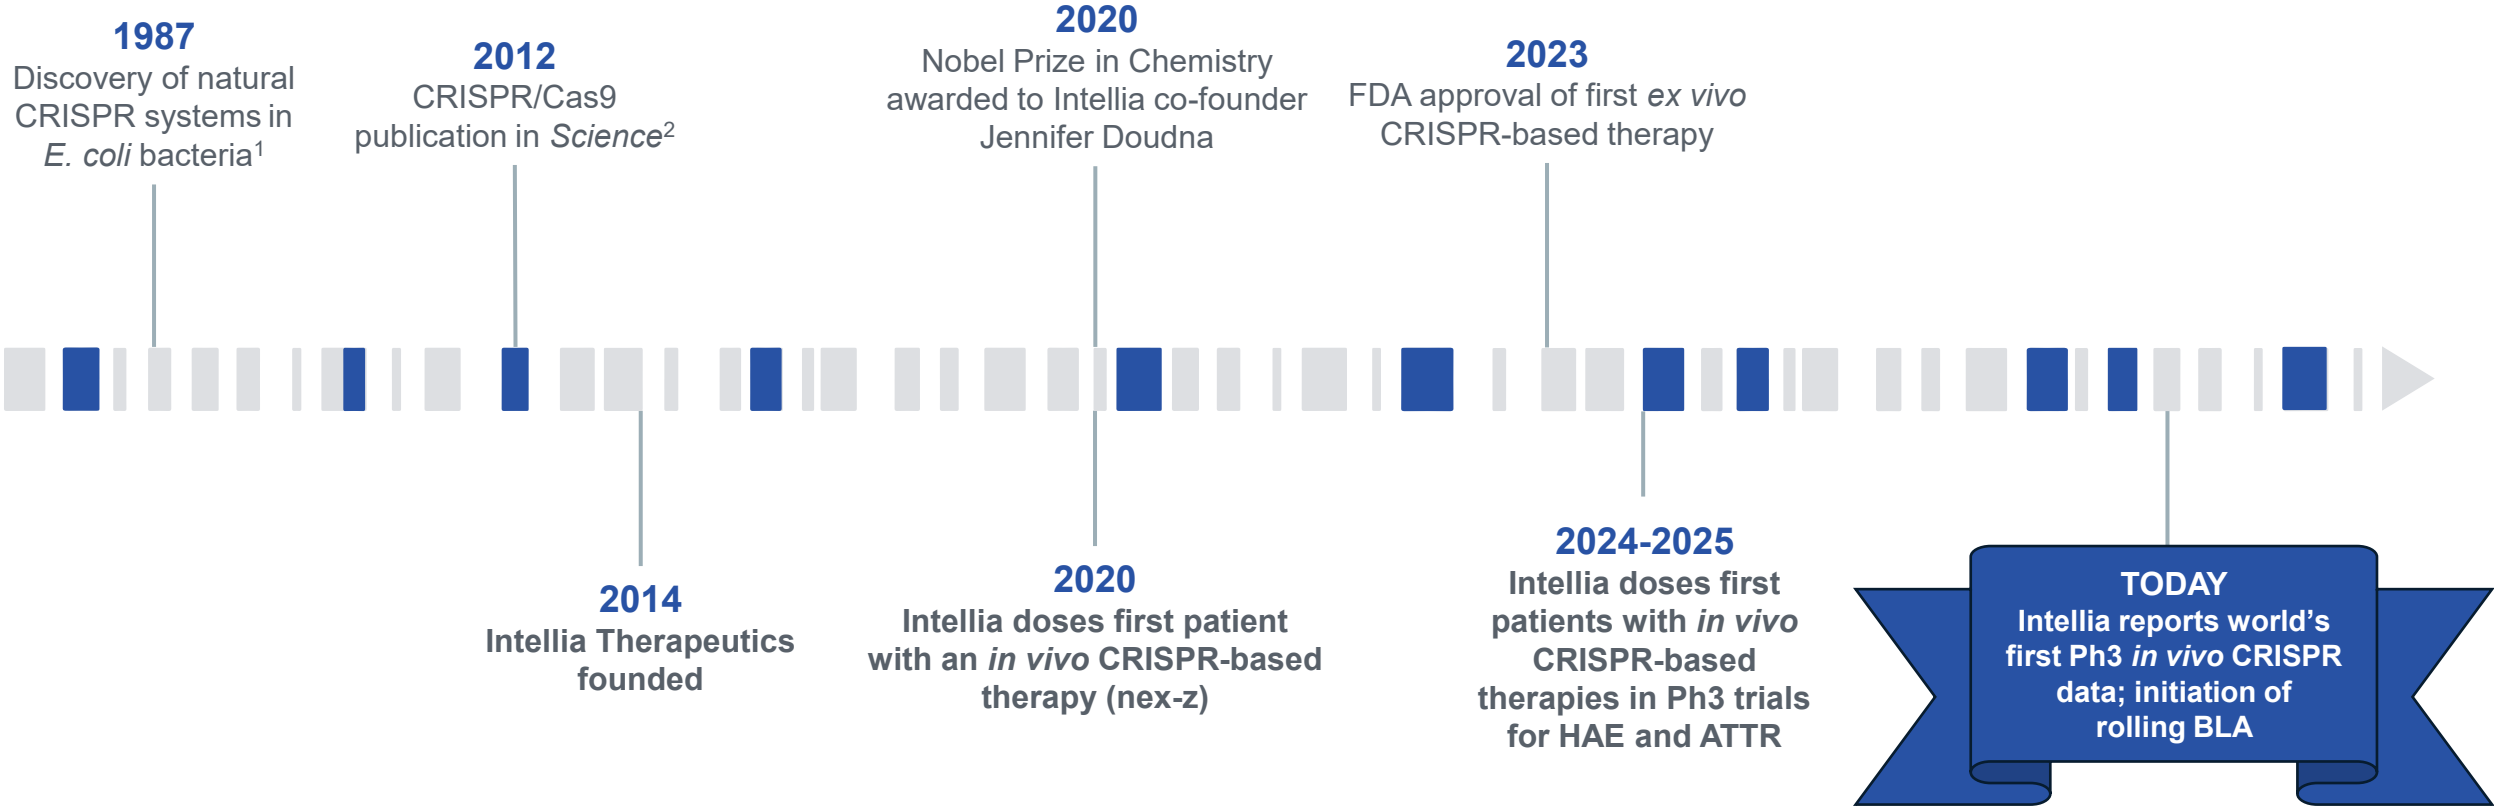 1987
Discovery of natural
CRISPR systems in
E. coli bacteria¹
2012
CRISPR/Cas9
publication in Science²
2020
Nobel Prize in Chemistry
awarded to Intellia co-founder
Jennifer Doudna
2023
FDA approval of first ex vivo
CRISPR-based therapy
2014
Intellia Therapeutics
founded
2020
Intellia doses first patient
with an in vivo CRISPR-based
therapy (nex-z)
2024-2025
Intellia doses first
patients with in vivo
CRISPR-based
therapies in Ph3 trials
for HAE and ATTR
TODAY
Intellia reports world’s
first Ph3 in vivo CRISPR
data; initiation of
rolling BLA